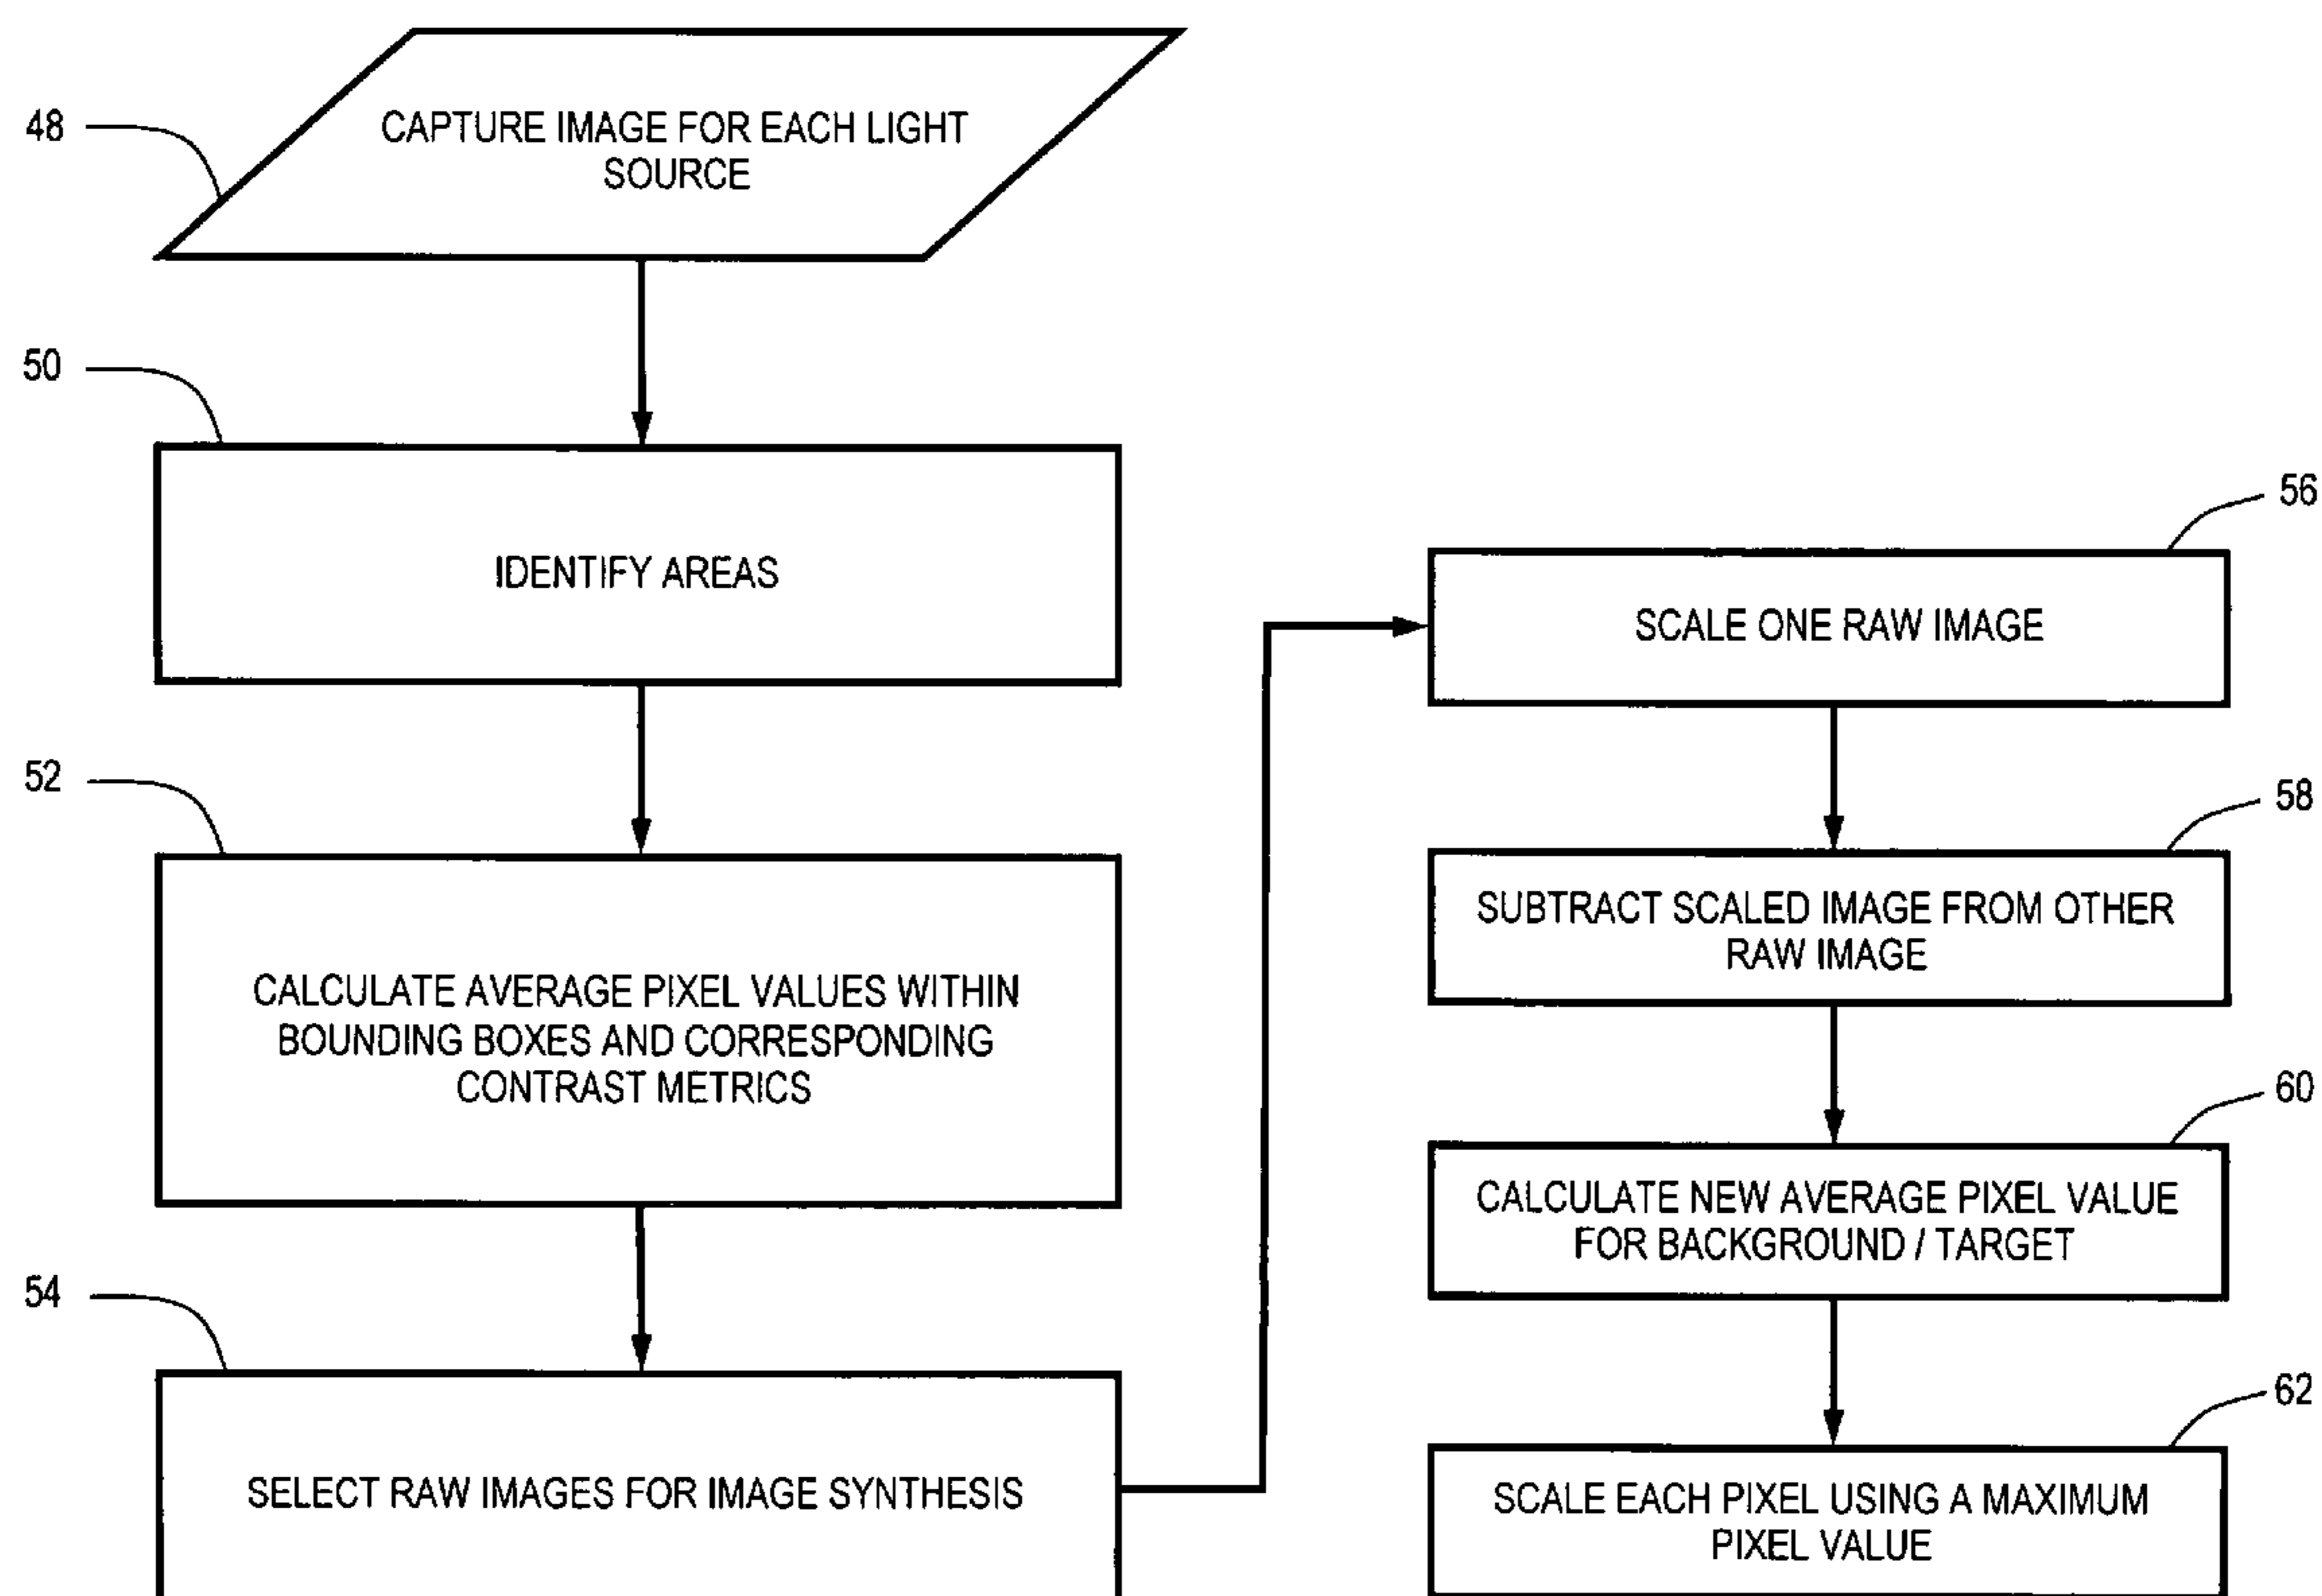 48
CAPTURE IMAGE FOR EACH LIGHT
SOURCE
50
IDENTIFY AREAS
52
CALCULATE AVERAGE PIXEL VALUES WITHIN
BOUNDING BOXES AND CORRESPONDING
CONTRAST METRICS
54
SELECT RAW IMAGES FOR IMAGE SYNTHESIS
56
SCALE ONE RAW IMAGE
58
SUBTRACT SCALED IMAGE FROM OTHER
RAW IMAGE
60
CALCULATE NEW AVERAGE PIXEL VALUE
FOR BACKGROUND / TARGET
62
SCALE EACH PIXEL USING A MAXIMUM
PIXEL VALUE